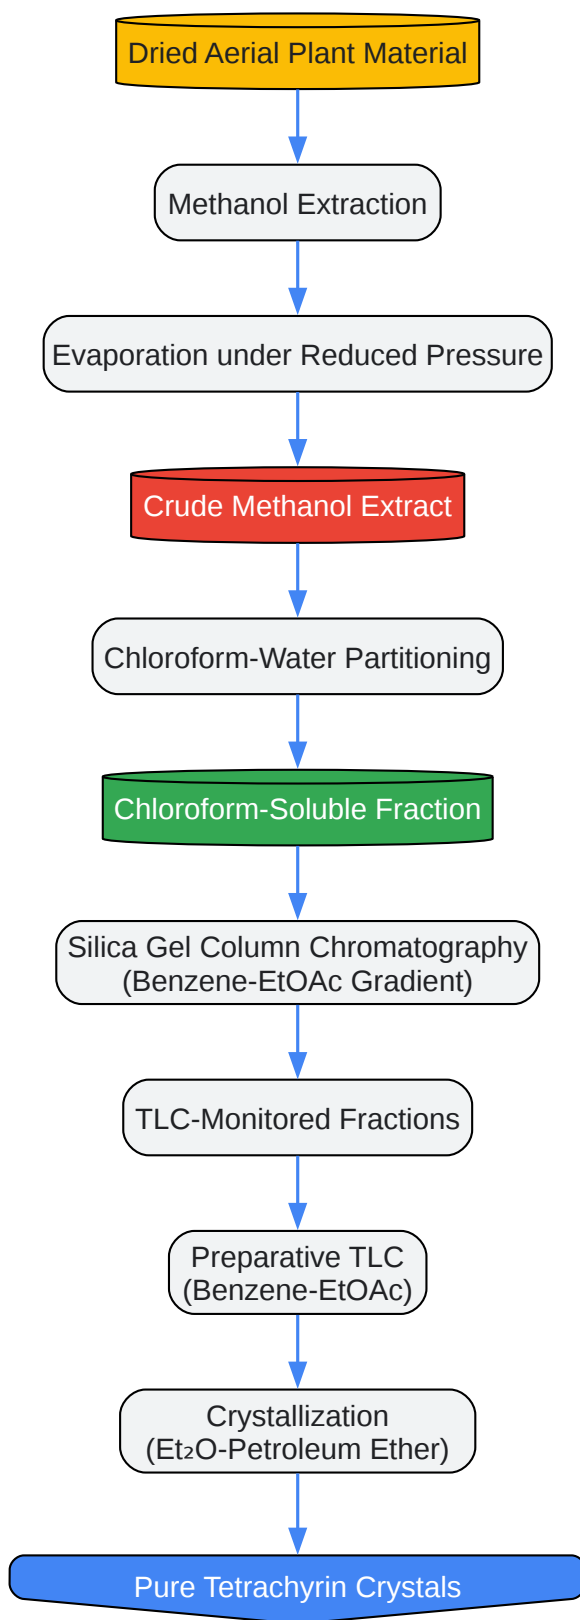 Dried Aerial Plant Material
Methanol Extraction
Evaporation under Reduced Pressure
Crude Methanol Extract
Chloroform-Water Partitioning
Chloroform-Soluble Fraction
Silica Gel Column Chromatography
(Benzene-EtOAc Gradient)
TLC-Monitored Fractions
Preparative TLC
(Benzene-EtOAc)
Crystallization
(Et₂O-Petroleum Ether)
Pure Tetrachyrin Crystals